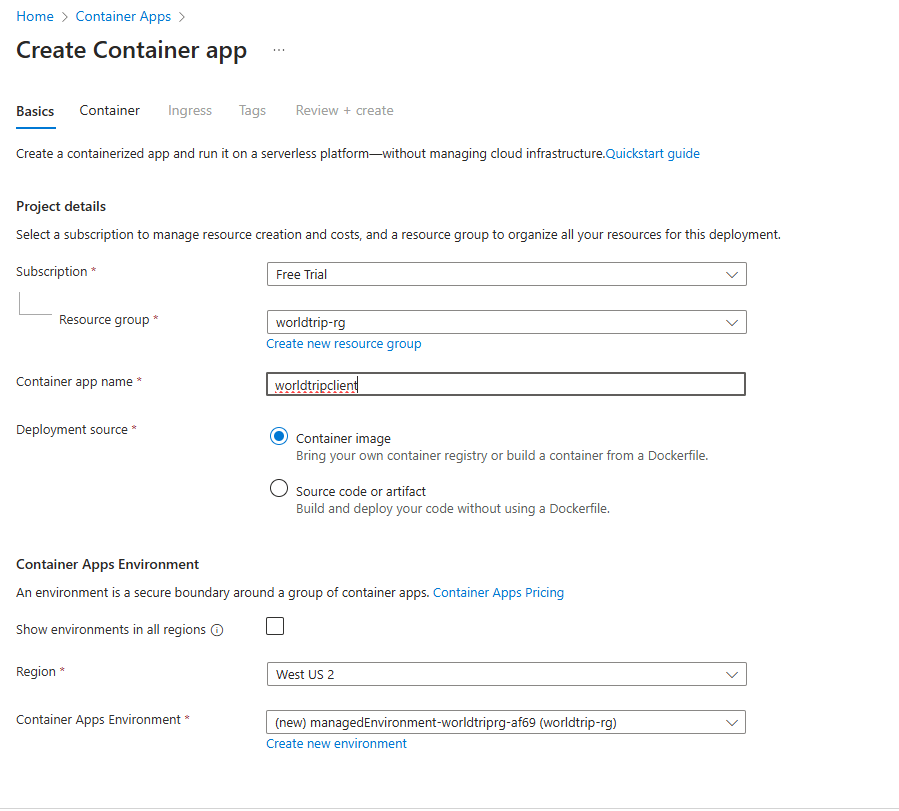 Home > Container Apps >
Create Container app ...
Basics Container Ingress Tags Review + create
Create a containerized app and run it on a serverless platform—without managing cloud infrastructure.Quickstart guide
Project details
Select a subscription to manage resource creation and costs, and a resource group to organize all your resources for this deployment.
Subscription *
Free Trial
Resource group *
worldtrip-rg
Create new resource group
Container app name *
worldtripclient
Deployment source *
Container image
Bring your own container registry or build a container from a Dockerfile.
Source code or artifact
Build and deploy your code without using a Dockerfile.
Container Apps Environment
An environment is a secure boundary around a group of container apps. Container Apps Pricing
Show environments in all regions
Region *
West US 2
Container Apps Environment *
(new) managedEnvironment-worldtriprg-af69 (worldtrip-rg)
Create new environment